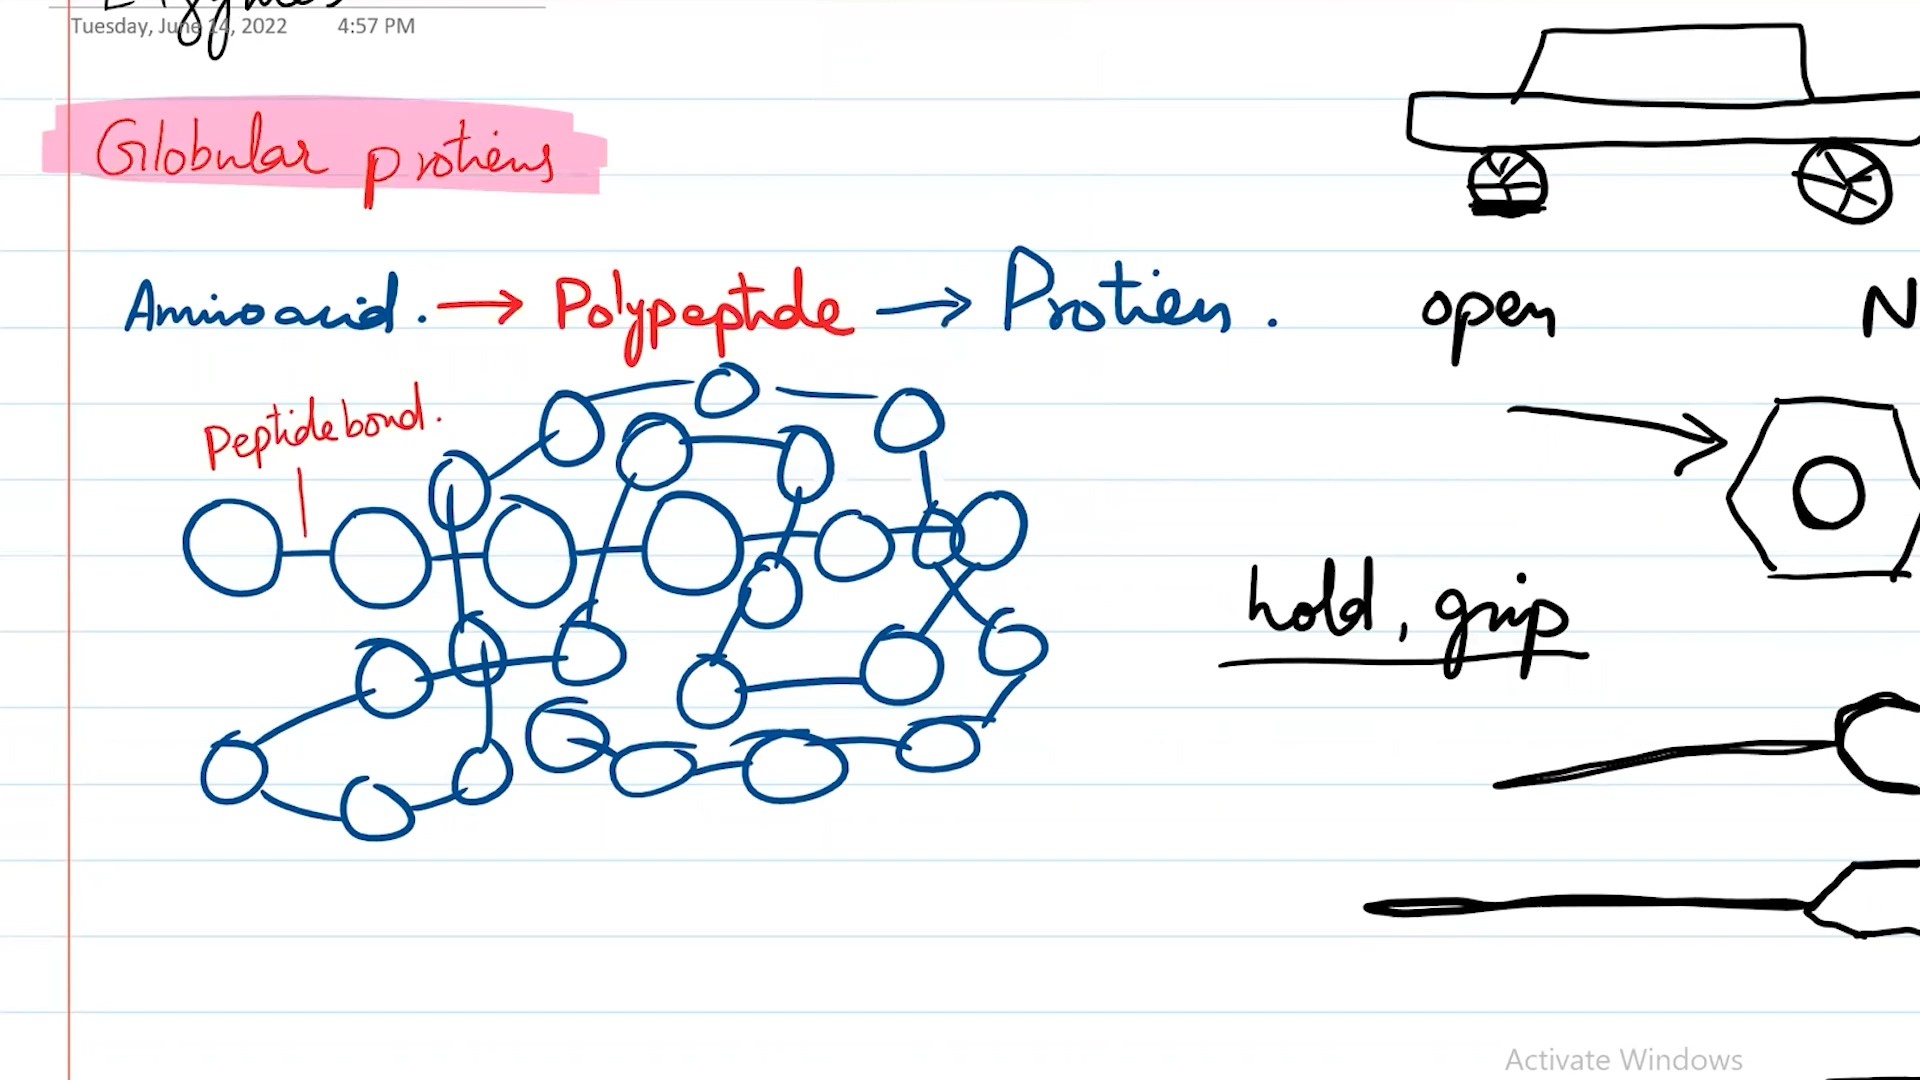 Tuesday, June 14, 2022 4:57 PM
Globular protiens
Amino acid. → Polypeptide → Protien.
open N
Peptide bond.
hold, grip
Activate Windows